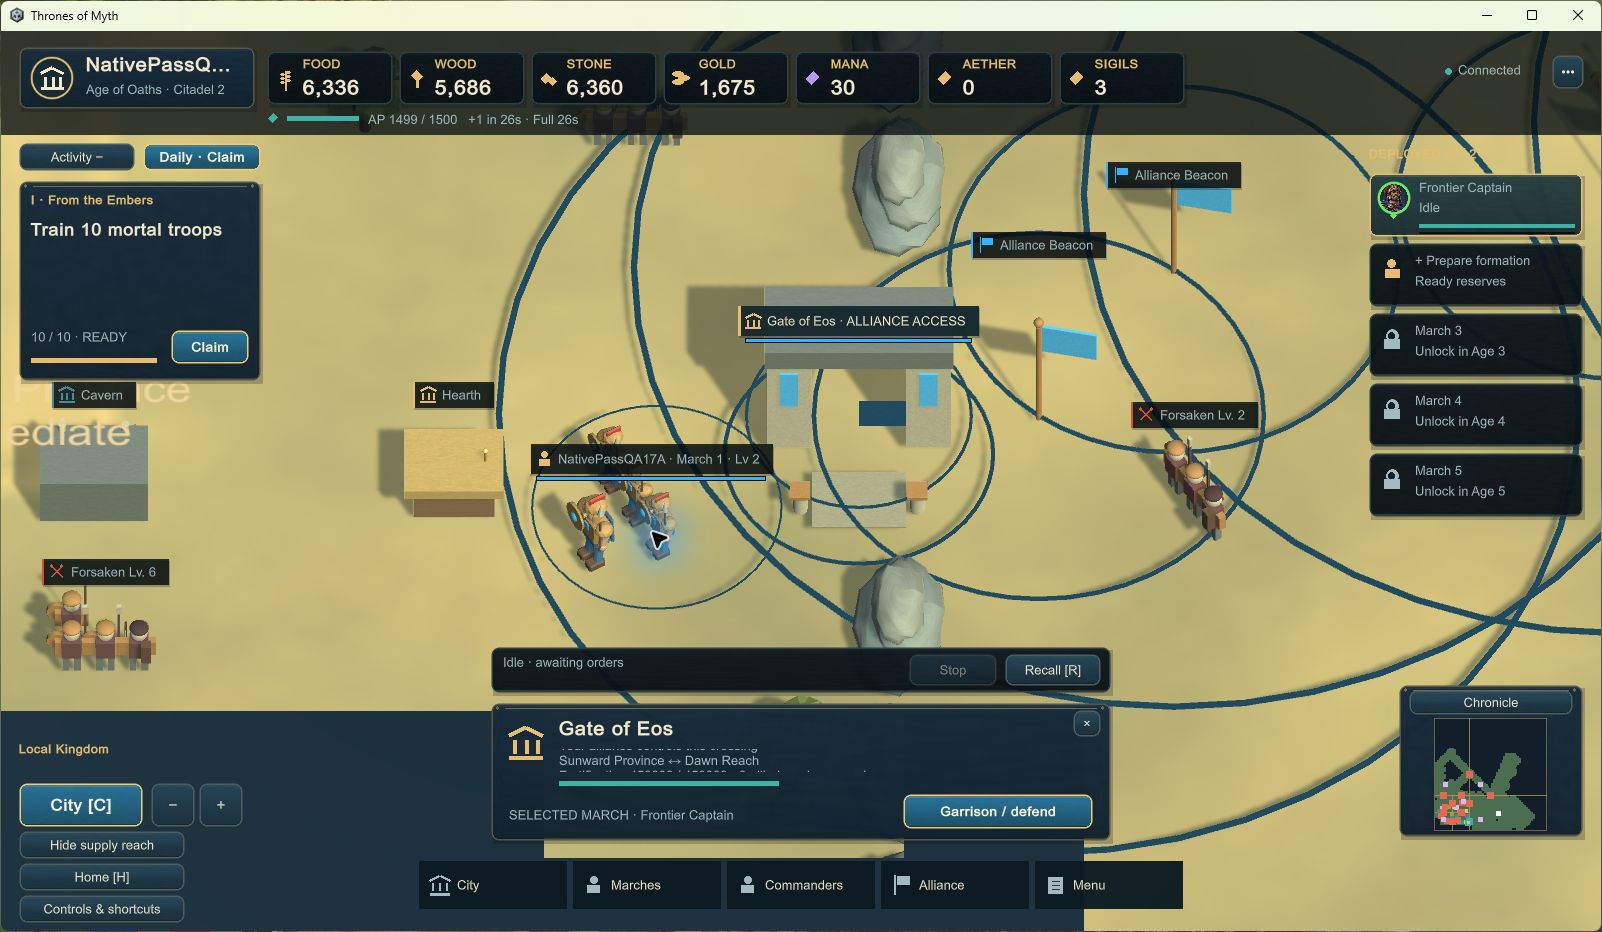 Thrones of Myth
NativePassQ...
Age of Oaths · Citadel 2
FOOD
6,336
WOOD
5,686
STONE
6,360
GOLD
1,675
MANA
30
AETHER
0
SIGILS
3
Connected
AP 1499 / 1500 +1 in 26s · Full 26s
Activity –
Daily · Claim
I · From the Embers
Train 10 mortal troops
10 / 10 · READY
Claim
Alliance Beacon
Alliance Beacon
Gate of Eos · ALLIANCE ACCESS
Cavern
Hearth
Forsaken Lv. 2
NativePassQA17A · March 1 · Lv 2
Forsaken Lv. 6
Frontier Captain
Idle
+ Prepare formation
Ready reserves
March 3
Unlock in Age 3
March 4
Unlock in Age 4
March 5
Unlock in Age 5
Idle · awaiting orders
Stop
Recall [R]
Gate of Eos
×
Your alliance controls this crossing
Sunward Province ↔ Dawn Reach
SELECTED MARCH · Frontier Captain
Garrison / defend
Chronicle
Local Kingdom
City [C]
–
+
Hide supply reach
Home [H]
Controls & shortcuts
City
Marches
Commanders
Alliance
Menu